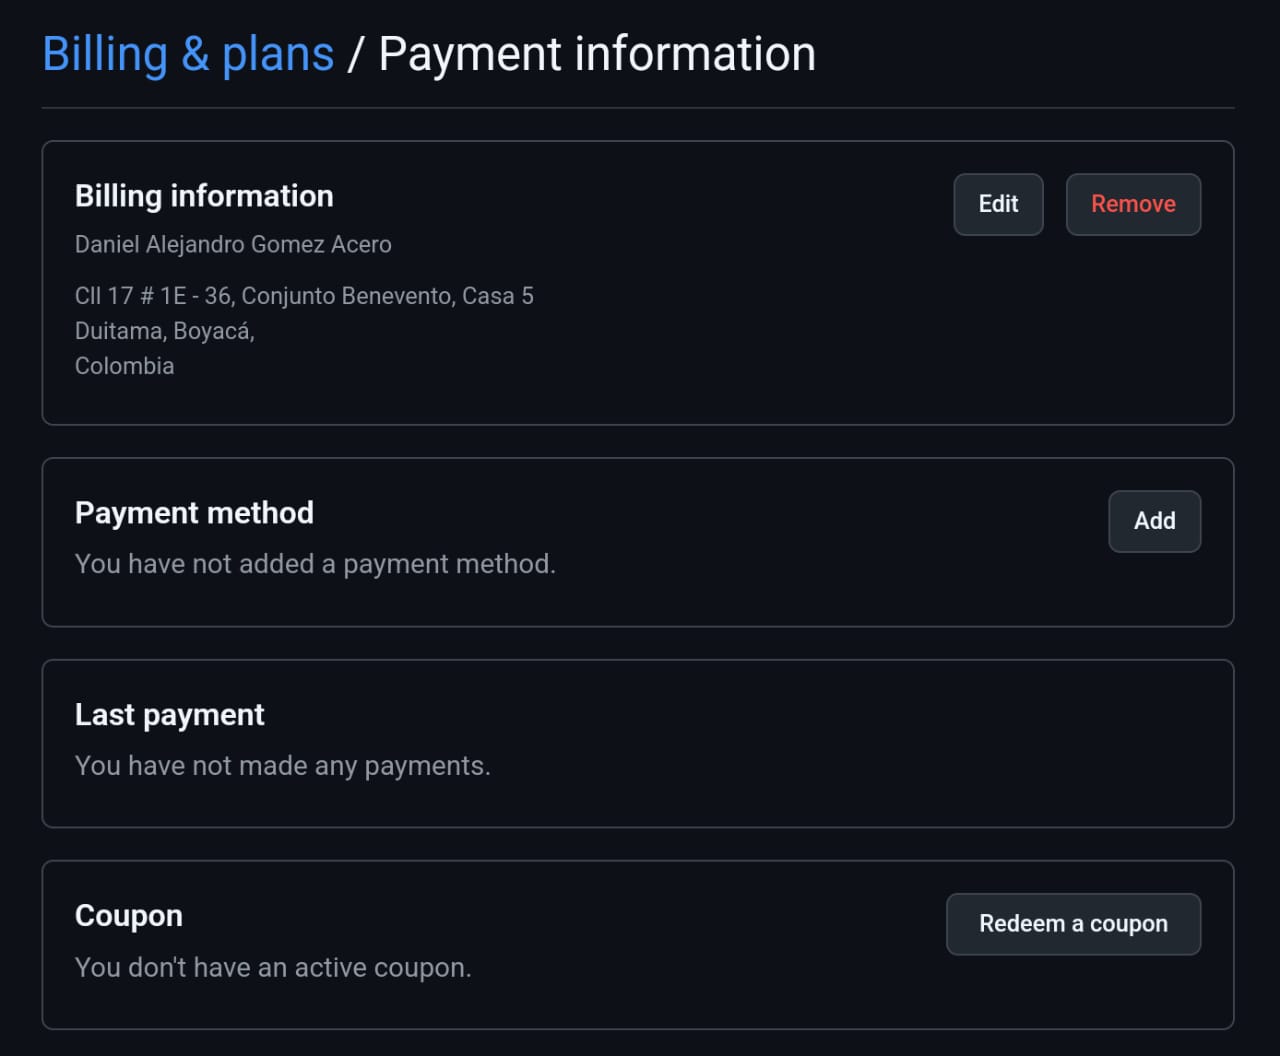 Billing & plans / Payment information
Billing information
Edit
Remove
Daniel Alejandro Gomez Acero
Cll 17 # 1E - 36, Conjunto Benevento, Casa 5
Duitama, Boyacá,
Colombia
Payment method
Add
You have not added a payment method.
Last payment
You have not made any payments.
Coupon
Redeem a coupon
You don't have an active coupon.